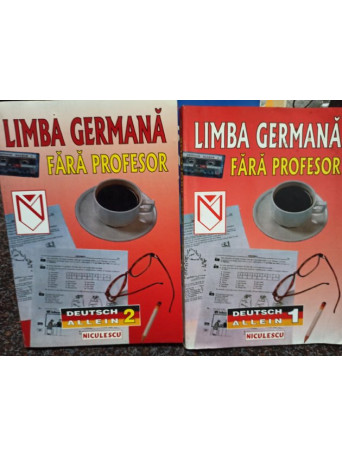 LIMBA GERMANĂ
FĂRĂ PROFESOR
N
DEUTSCH
ALLEIN 2
NICULESCU
LIMBA GERMANĂ
FĂRĂ PROFESOR
N
DEUTSCH
ALLEIN 1
NICULESCU